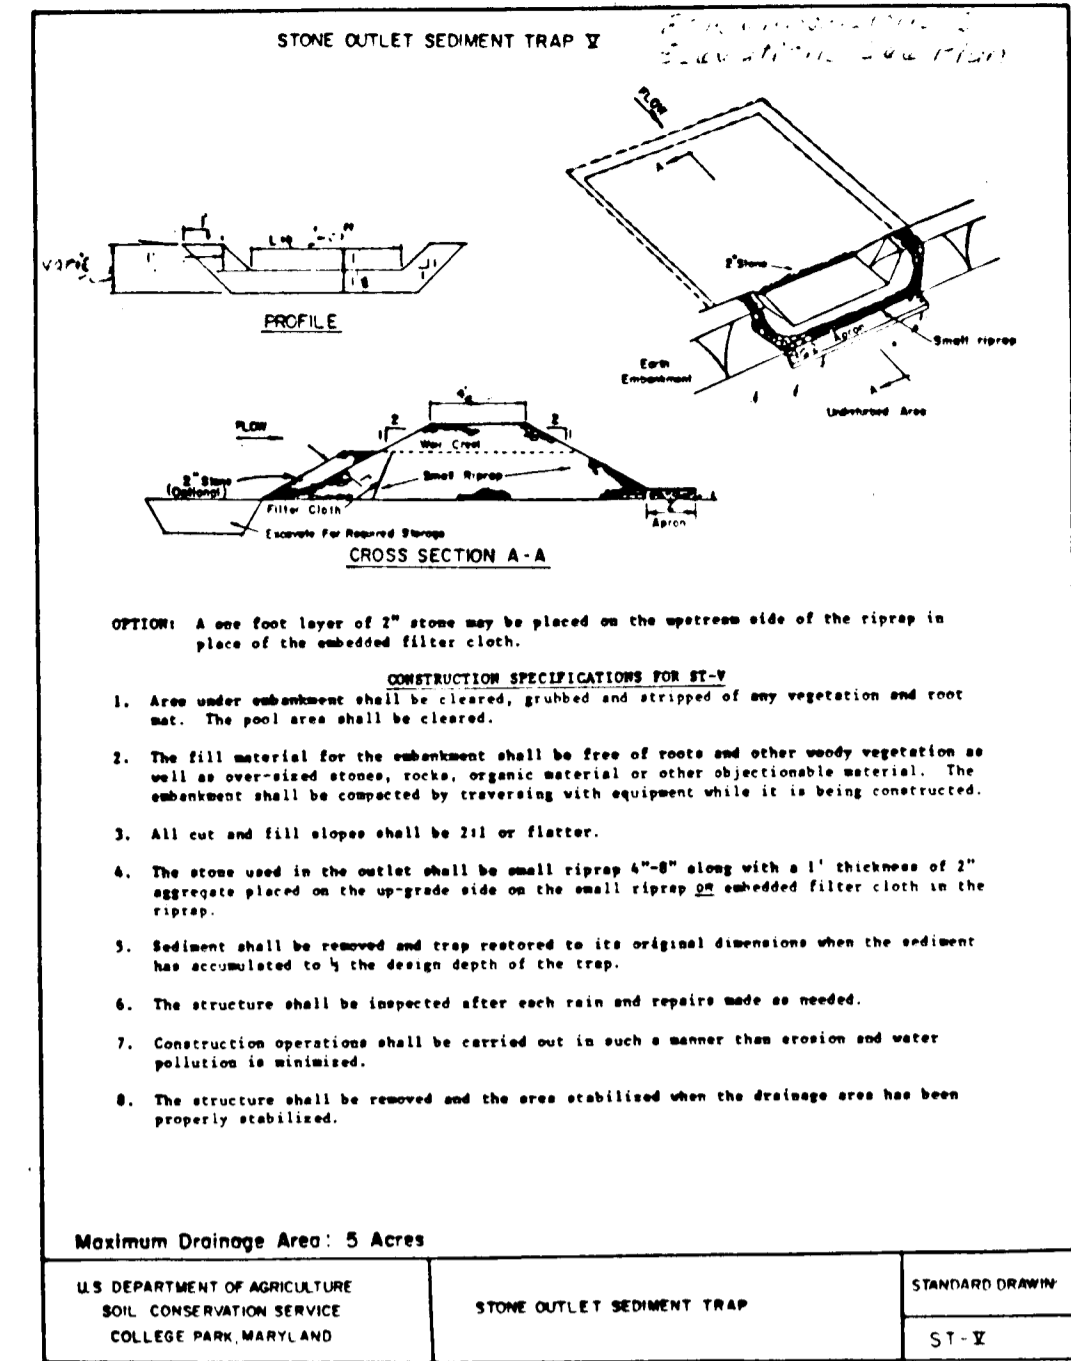 STONE OUTLET SEDIMENT TRAP V
Elevations See Plan
FLOW
A
2" Stone
Apron
Small riprap
Earth
Embankment
A
Undisturbed Area
PROFILE
FLOW
2
2
Weir Crest
2" Stone
(Optional)
Small Riprap
Filter Cloth
Apron
Excavate For Required Storage
CROSS SECTION A-A
OPTION: A one foot layer of 2" stone may be placed on the upstream side of the riprap in
place of the embedded filter cloth.
CONSTRUCTION SPECIFICATIONS FOR ST-V
1. Area under embankment shall be cleared, grubbed and stripped of any vegetation and root
mat. The pool area shall be cleared.
2. The fill material for the embankment shall be free of roots and other woody vegetation as
well as over-sized stones, rocks, organic material or other objectionable material. The
embankment shall be compacted by traversing with equipment while it is being constructed.
3. All cut and fill slopes shall be 2:1 or flatter.
4. The stone used in the outlet shall be small riprap 4"-8" along with a 1' thickness of 2"
aggregate placed on the up-grade side on the small riprap or embedded filter cloth in the
riprap.
5. Sediment shall be removed and trap restored to its original dimensions when the sediment
has accumulated to ½ the design depth of the trap.
6. The structure shall be inspected after each rain and repairs made as needed.
7. Construction operations shall be carried out in such a manner than erosion and water
pollution is minimized.
8. The structure shall be removed and the area stabilized when the drainage area has been
properly stabilized.
Maximum Drainage Area: 5 Acres
U.S DEPARTMENT OF AGRICULTURE
SOIL CONSERVATION SERVICE
COLLEGE PARK, MARYLAND
STONE OUTLET SEDIMENT TRAP
STANDARD DRAWIN
ST-V